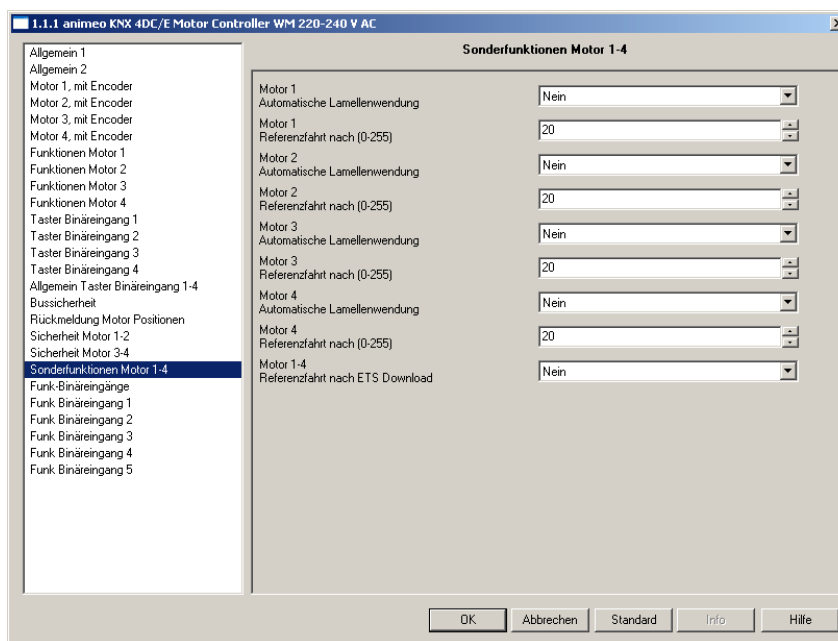 1.1.1 animeo KNX 4DC/E Motor Controller WM 220-240 V AC
Allgemein 1
Allgemein 2
Motor 1, mit Encoder
Motor 2, mit Encoder
Motor 3, mit Encoder
Motor 4, mit Encoder
Funktionen Motor 1
Funktionen Motor 2
Funktionen Motor 3
Funktionen Motor 4
Taster Binäreingang 1
Taster Binäreingang 2
Taster Binäreingang 3
Taster Binäreingang 4
Allgemein Taster Binäreingang 1-4
Bussicherheit
Rückmeldung Motor Positionen
Sicherheit Motor 1-2
Sicherheit Motor 3-4
Sonderfunktionen Motor 1-4
Funk-Binäreingänge
Funk Binäreingang 1
Funk Binäreingang 2
Funk Binäreingang 3
Funk Binäreingang 4
Funk Binäreingang 5
Sonderfunktionen Motor 1-4
Motor 1
Automatische Lamellenwendung
Nein
Motor 1
Referenzfahrt nach (0-255)
20
Motor 2
Automatische Lamellenwendung
Nein
Motor 2
Referenzfahrt nach (0-255)
20
Motor 3
Automatische Lamellenwendung
Nein
Motor 3
Referenzfahrt nach (0-255)
20
Motor 4
Automatische Lamellenwendung
Nein
Motor 4
Referenzfahrt nach (0-255)
20
Motor 1-4
Referenzfahrt nach ETS Download
Nein
OK
Abbrechen
Standard
Info
Hilfe